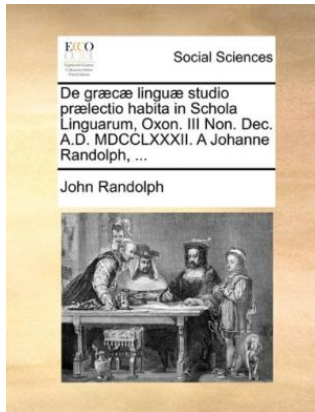 ECCO
Social Sciences
De græcæ linguæ studio
prælectio habita in Schola
Linguarum, Oxon. III Non. Dec.
A.D. MDCCLXXXII. A Johanne
Randolph, ...
John Randolph